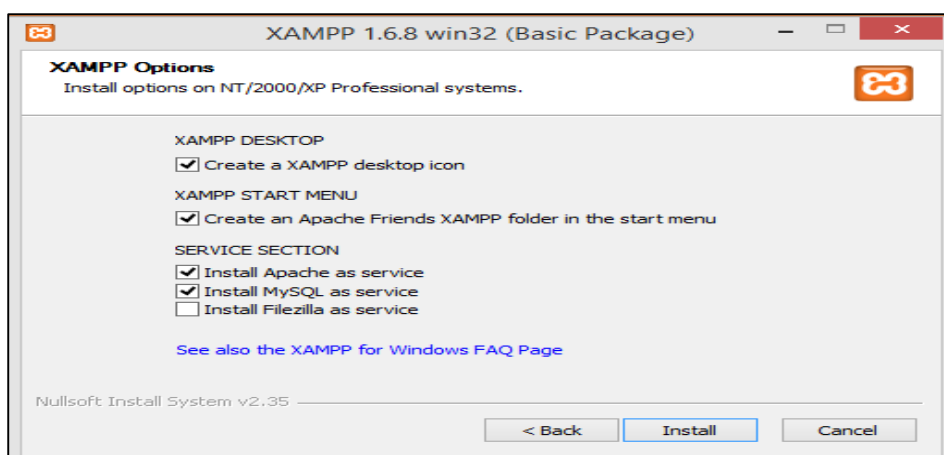 XAMPP 1.6.8 win32 (Basic Package)
XAMPP Options
Install options on NT/2000/XP Professional systems.
XAMPP DESKTOP
Create a XAMPP desktop icon
XAMPP START MENU
Create an Apache Friends XAMPP folder in the start menu
SERVICE SECTION
Install Apache as service
Install MySQL as service
Install Filezilla as service
See also the XAMPP for Windows FAQ Page
Nullsoft Install System v2.35
< Back Install Cancel